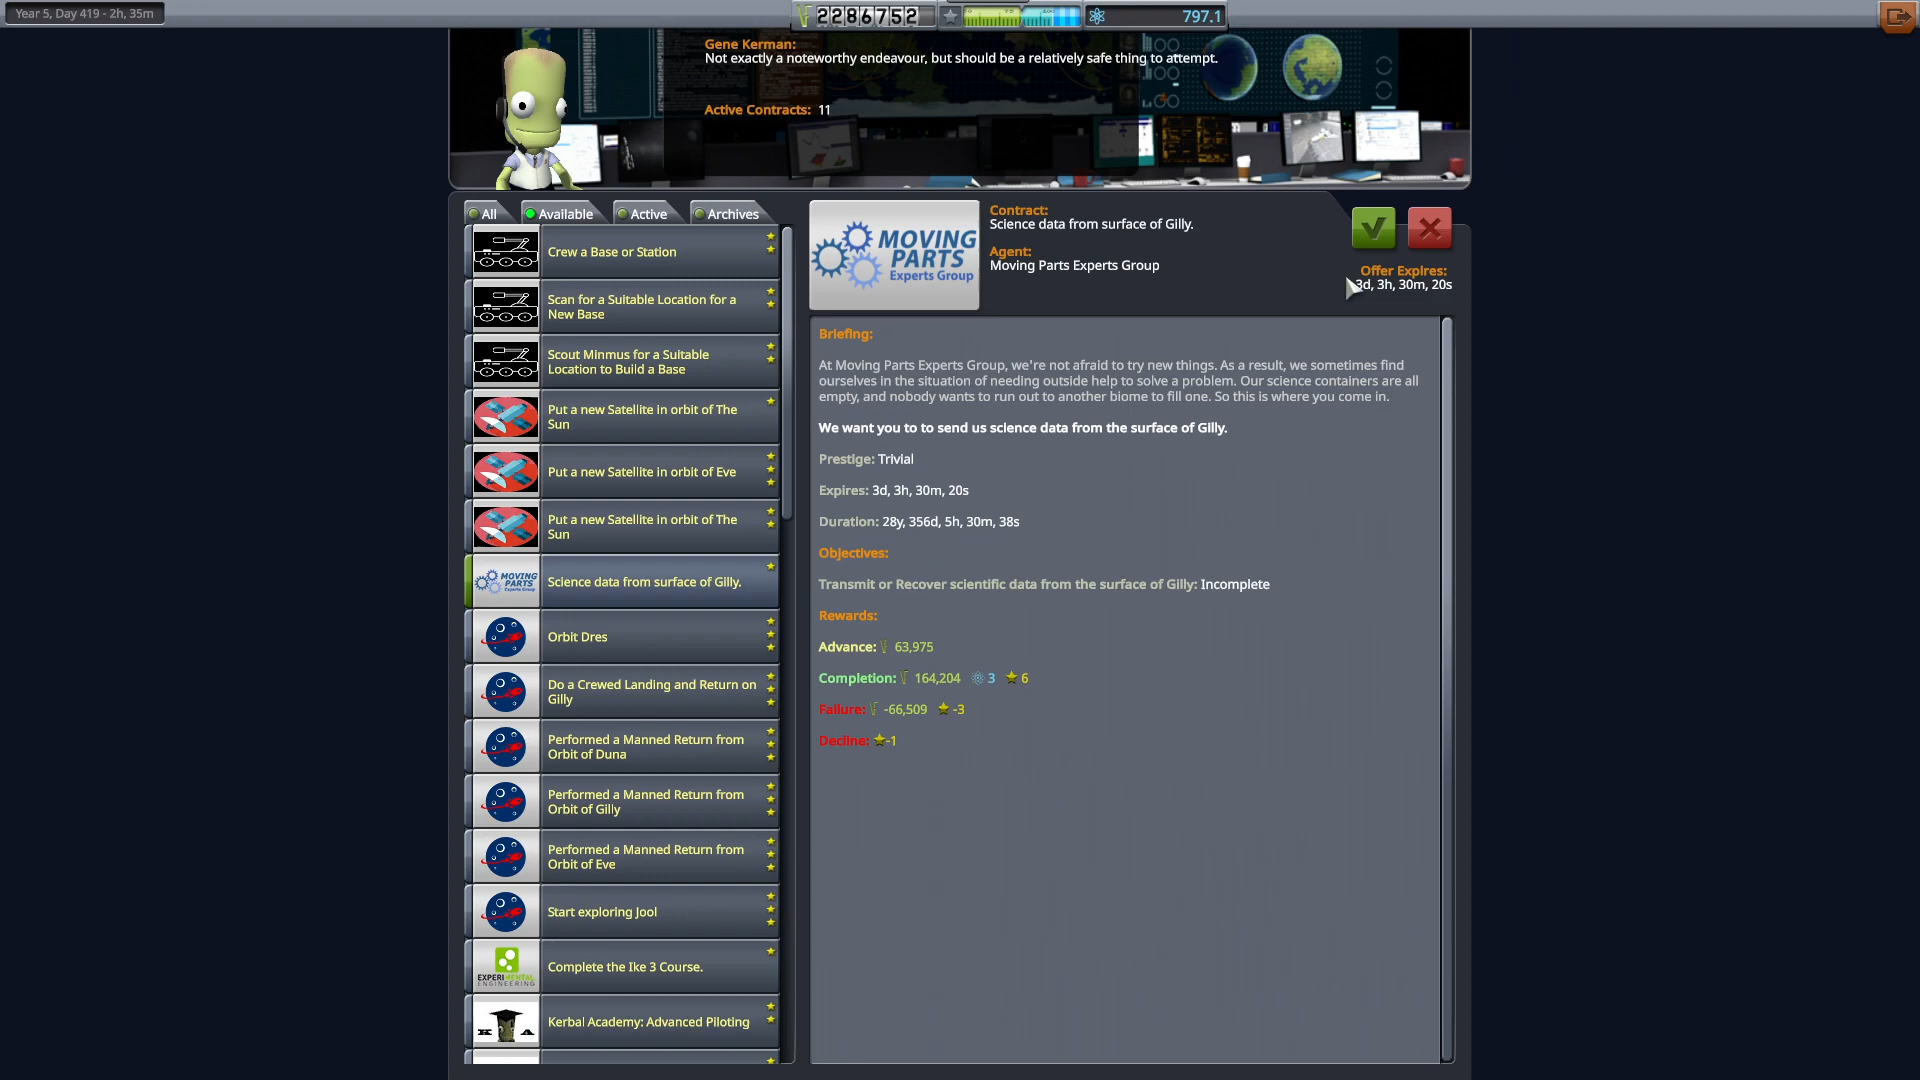 Year 5, Day 419 - 2h, 35m
2286752
797.1
Gene Kerman:
Not exactly a noteworthy endeavour, but should be a relatively safe thing to attempt.
Active Contracts: 11
All
Available
Active
Archives
Crew a Base or Station
Scan for a Suitable Location for a
New Base
Scout Minmus for a Suitable
Location to Build a Base
Put a new Satellite in orbit of The
Sun
Put a new Satellite in orbit of Eve
Put a new Satellite in orbit of The
Sun
MOVING
PARTS
Experts Group
Science data from surface of Gilly.
Orbit Dres
Do a Crewed Landing and Return on
Gilly
Performed a Manned Return from
Orbit of Duna
Performed a Manned Return from
Orbit of Gilly
Performed a Manned Return from
Orbit of Eve
Start exploring Jool
EXPERIMENTAL
ENGINEERING
Complete the Ike 3 Course.
K A
Kerbal Academy: Advanced Piloting
MOVING
PARTS
Experts Group
Contract:
Science data from surface of Gilly.
Agent:
Moving Parts Experts Group
Offer Expires:
3d, 3h, 30m, 20s
Briefing:
At Moving Parts Experts Group, we're not afraid to try new things. As a result, we sometimes find
ourselves in the situation of needing outside help to solve a problem. Our science containers are all
empty, and nobody wants to run out to another biome to fill one. So this is where you come in.
We want you to to send us science data from the surface of Gilly.
Prestige: Trivial
Expires: 3d, 3h, 30m, 20s
Duration: 28y, 356d, 5h, 30m, 38s
Objectives:
Transmit or Recover scientific data from the surface of Gilly: Incomplete
Rewards:
Advance: 63,975
Completion: 164,204 3 6
Failure: -66,509 -3
Decline: -1